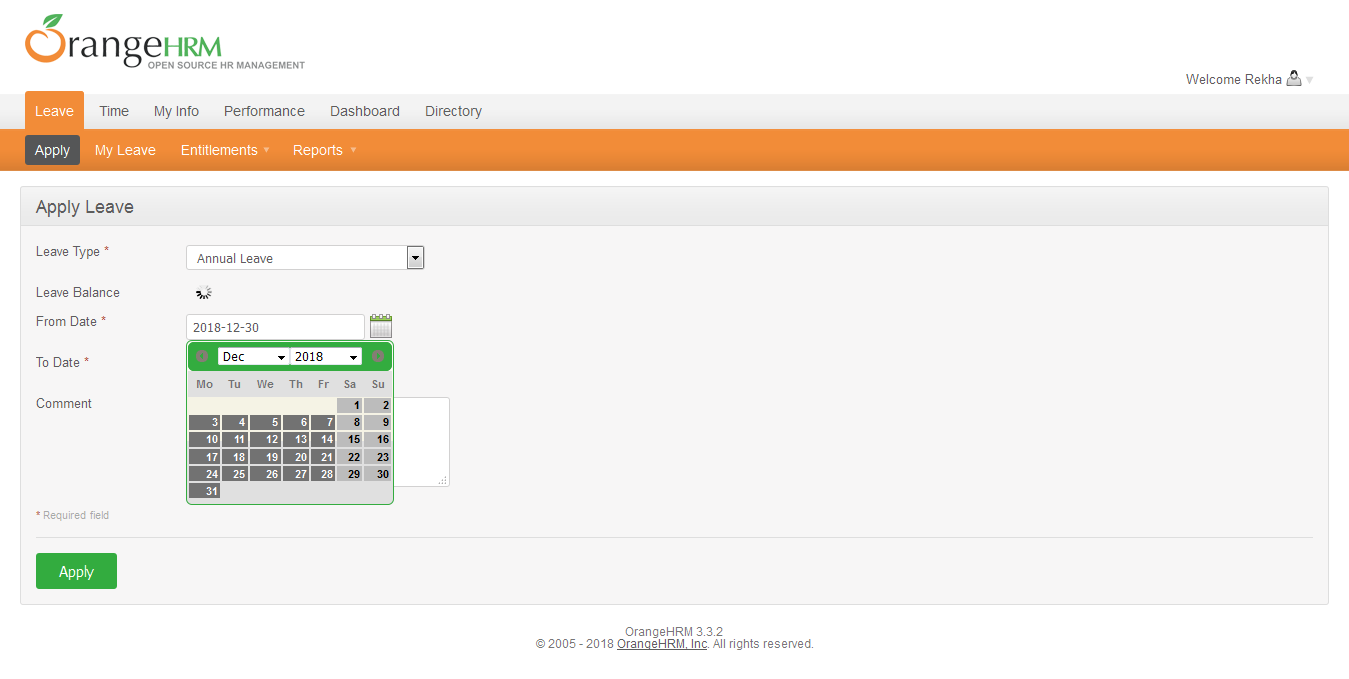 OrangeHRM
OPEN SOURCE HR MANAGEMENT
Welcome Rekha
Leave Time My Info Performance Dashboard Directory
Apply My Leave Entitlements Reports
Apply Leave
Leave Type * Annual Leave
Leave Balance
From Date * 2018-12-30
To Date *
Comment
Dec 2018
Mo Tu We Th Fr Sa Su
1 2
3 4 5 6 7 8 9
10 11 12 13 14 15 16
17 18 19 20 21 22 23
24 25 26 27 28 29 30
31
* Required field
Apply
OrangeHRM 3.3.2
© 2005 - 2018 OrangeHRM, Inc. All rights reserved.